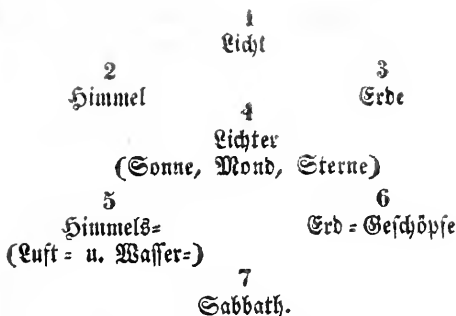 1
Licht
2 3
Himmel Erde
4
Lichter
(Sonne, Mond, Sterne)
5 6
Himmels= Erd=Geschöpfe
(Luft= u. Wasser=)
7
Sabbath.